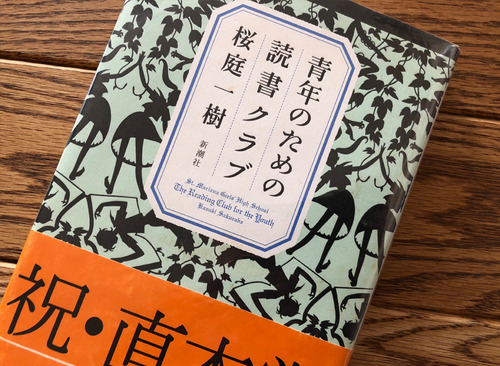 青年のための
読書クラブ
桜庭一樹
新潮社
St. Mariana Girls' High School
The Reading Club for the Youth
Kazuki Sakuraba
祝・直木